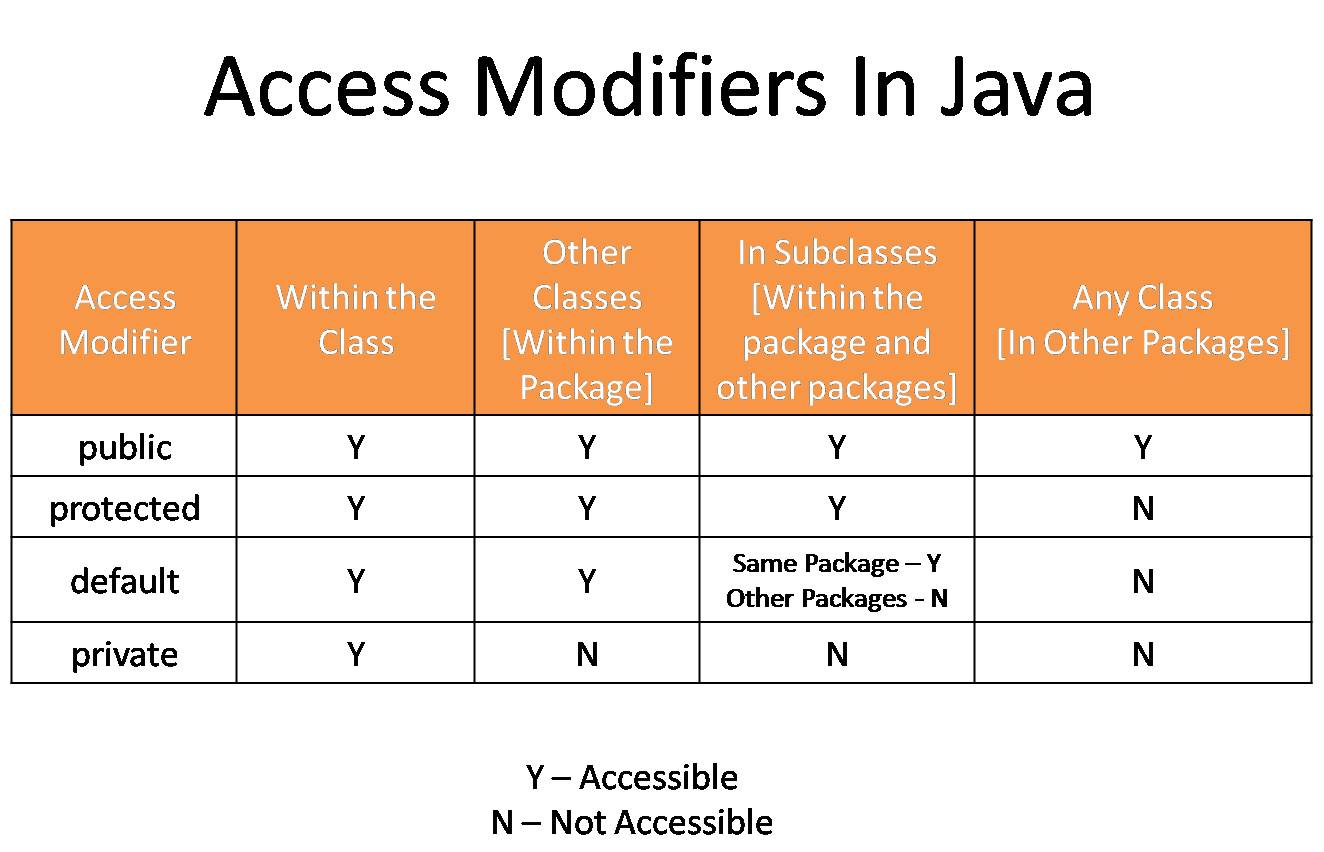 Access Modifiers In Java
Access
Modifier
Within the
Class
Other
Classes
[Within the
Package]
In Subclasses
[Within the
package and
other packages]
Any Class
[In Other Packages]
public Y Y Y Y
protected Y Y Y N
default Y Y Same Package – Y
Other Packages - N N
private Y N N N
Y – Accessible
N – Not Accessible